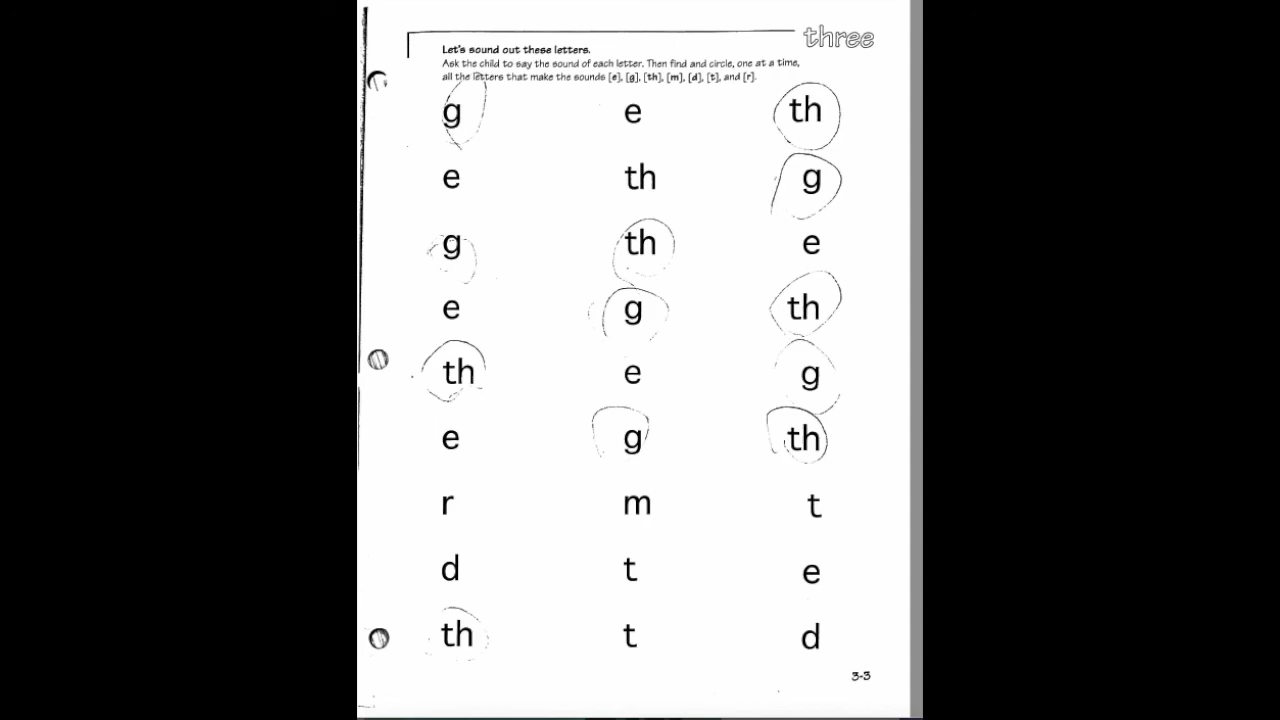 three
Let's sound out these letters.
Ask the child to say the sound of each letter. Then find and circle, one at a time,
all the letters that make the sounds [e], [g], [th], [m], [d], [t], and [r].
g e th
e th g
g th e
e g th
th e g
e g th
r m t
d t e
th t d
3-3